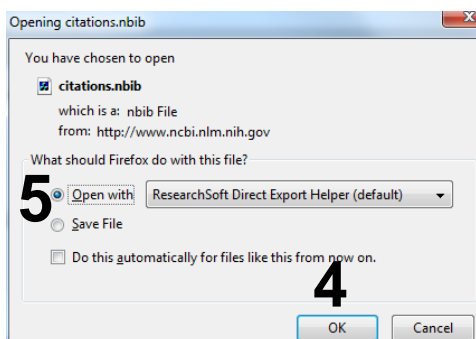 Opening citations.nbib
X
You have chosen to open
citations.nbib
which is a: nbib File
from: http://www.ncbi.nlm.nih.gov
What should Firefox do with this file?
5 Open with ResearchSoft Direct Export Helper (default)
Save File
Do this automatically for files like this from now on.
4
OK Cancel